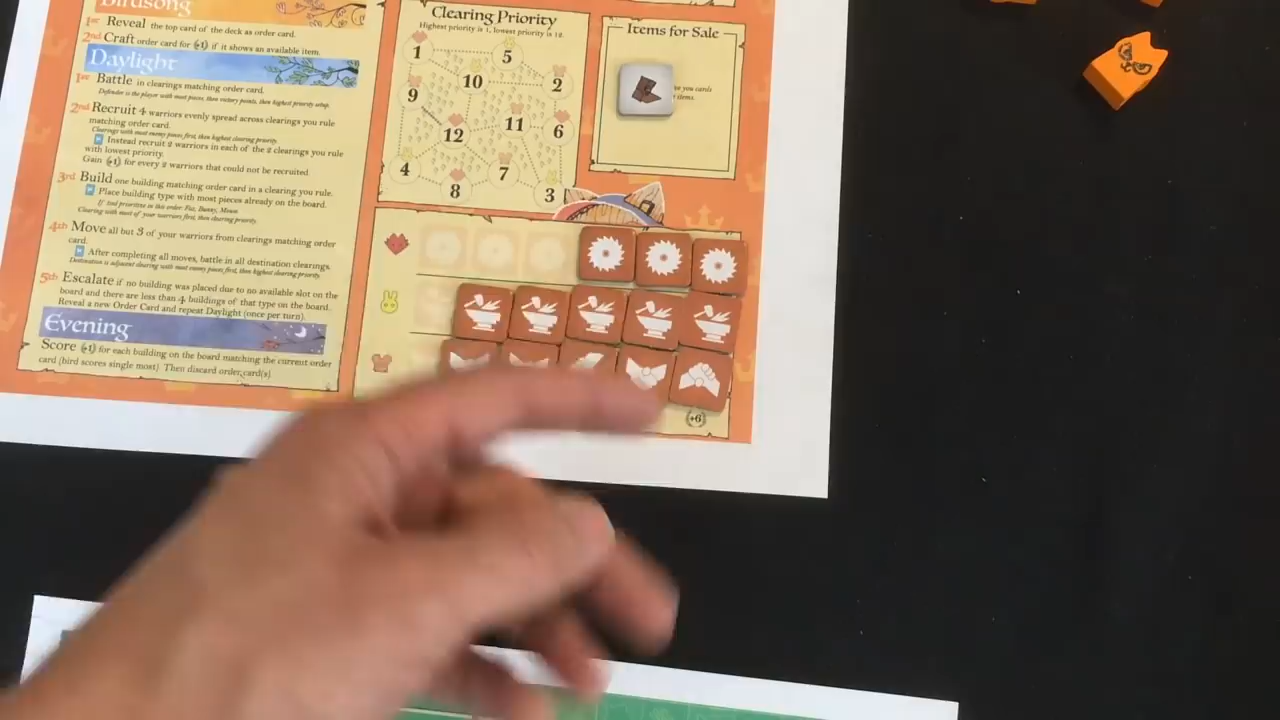 Birdsong
1st Reveal the top card of the deck as order card.
2nd Craft order card for (+1) if it shows an available item.
Daylight
1st Battle in clearings matching order card.
Defender is the player with most pieces, then victory points, then highest priority setup.
2nd Recruit 4 warriors evenly spread across clearings you rule
matching order card.
Clearings with most enemy pieces first, then highest clearing priority.
Instead recruit 2 warriors in each of the 2 clearings you rule
with lowest priority.
Gain (+1) for every 2 warriors that could not be recruited
3rd Build one building matching order card in a clearing you rule.
Place building type with most pieces already on the board.
If tied prioritize in this order: Fox, Bunny, Mouse
Clearing with most of your warriors first, then clearing priority.
4th Move all but 3 of your warriors from clearings matching order
card.
After completing all moves, battle in all destination clearings.
Destination is adjacent clearing with most enemy pieces first, then highest clearing priority.
5th Escalate if no building was placed due to no available slot on the
board and there are less than 4 buildings of that type on the board.
Reveal a new Order Card and repeat Daylight (once per turn).
Evening
Score (+1) for each building on the board matching the current order
card (bird scores single most) Then discard order card(s)
Clearing Priority
Highest priority is 1, lowest priority is 12.
1
5
10
2
9
12
11
6
4
8
7
3
Items for Sale
you cards
items.
+6